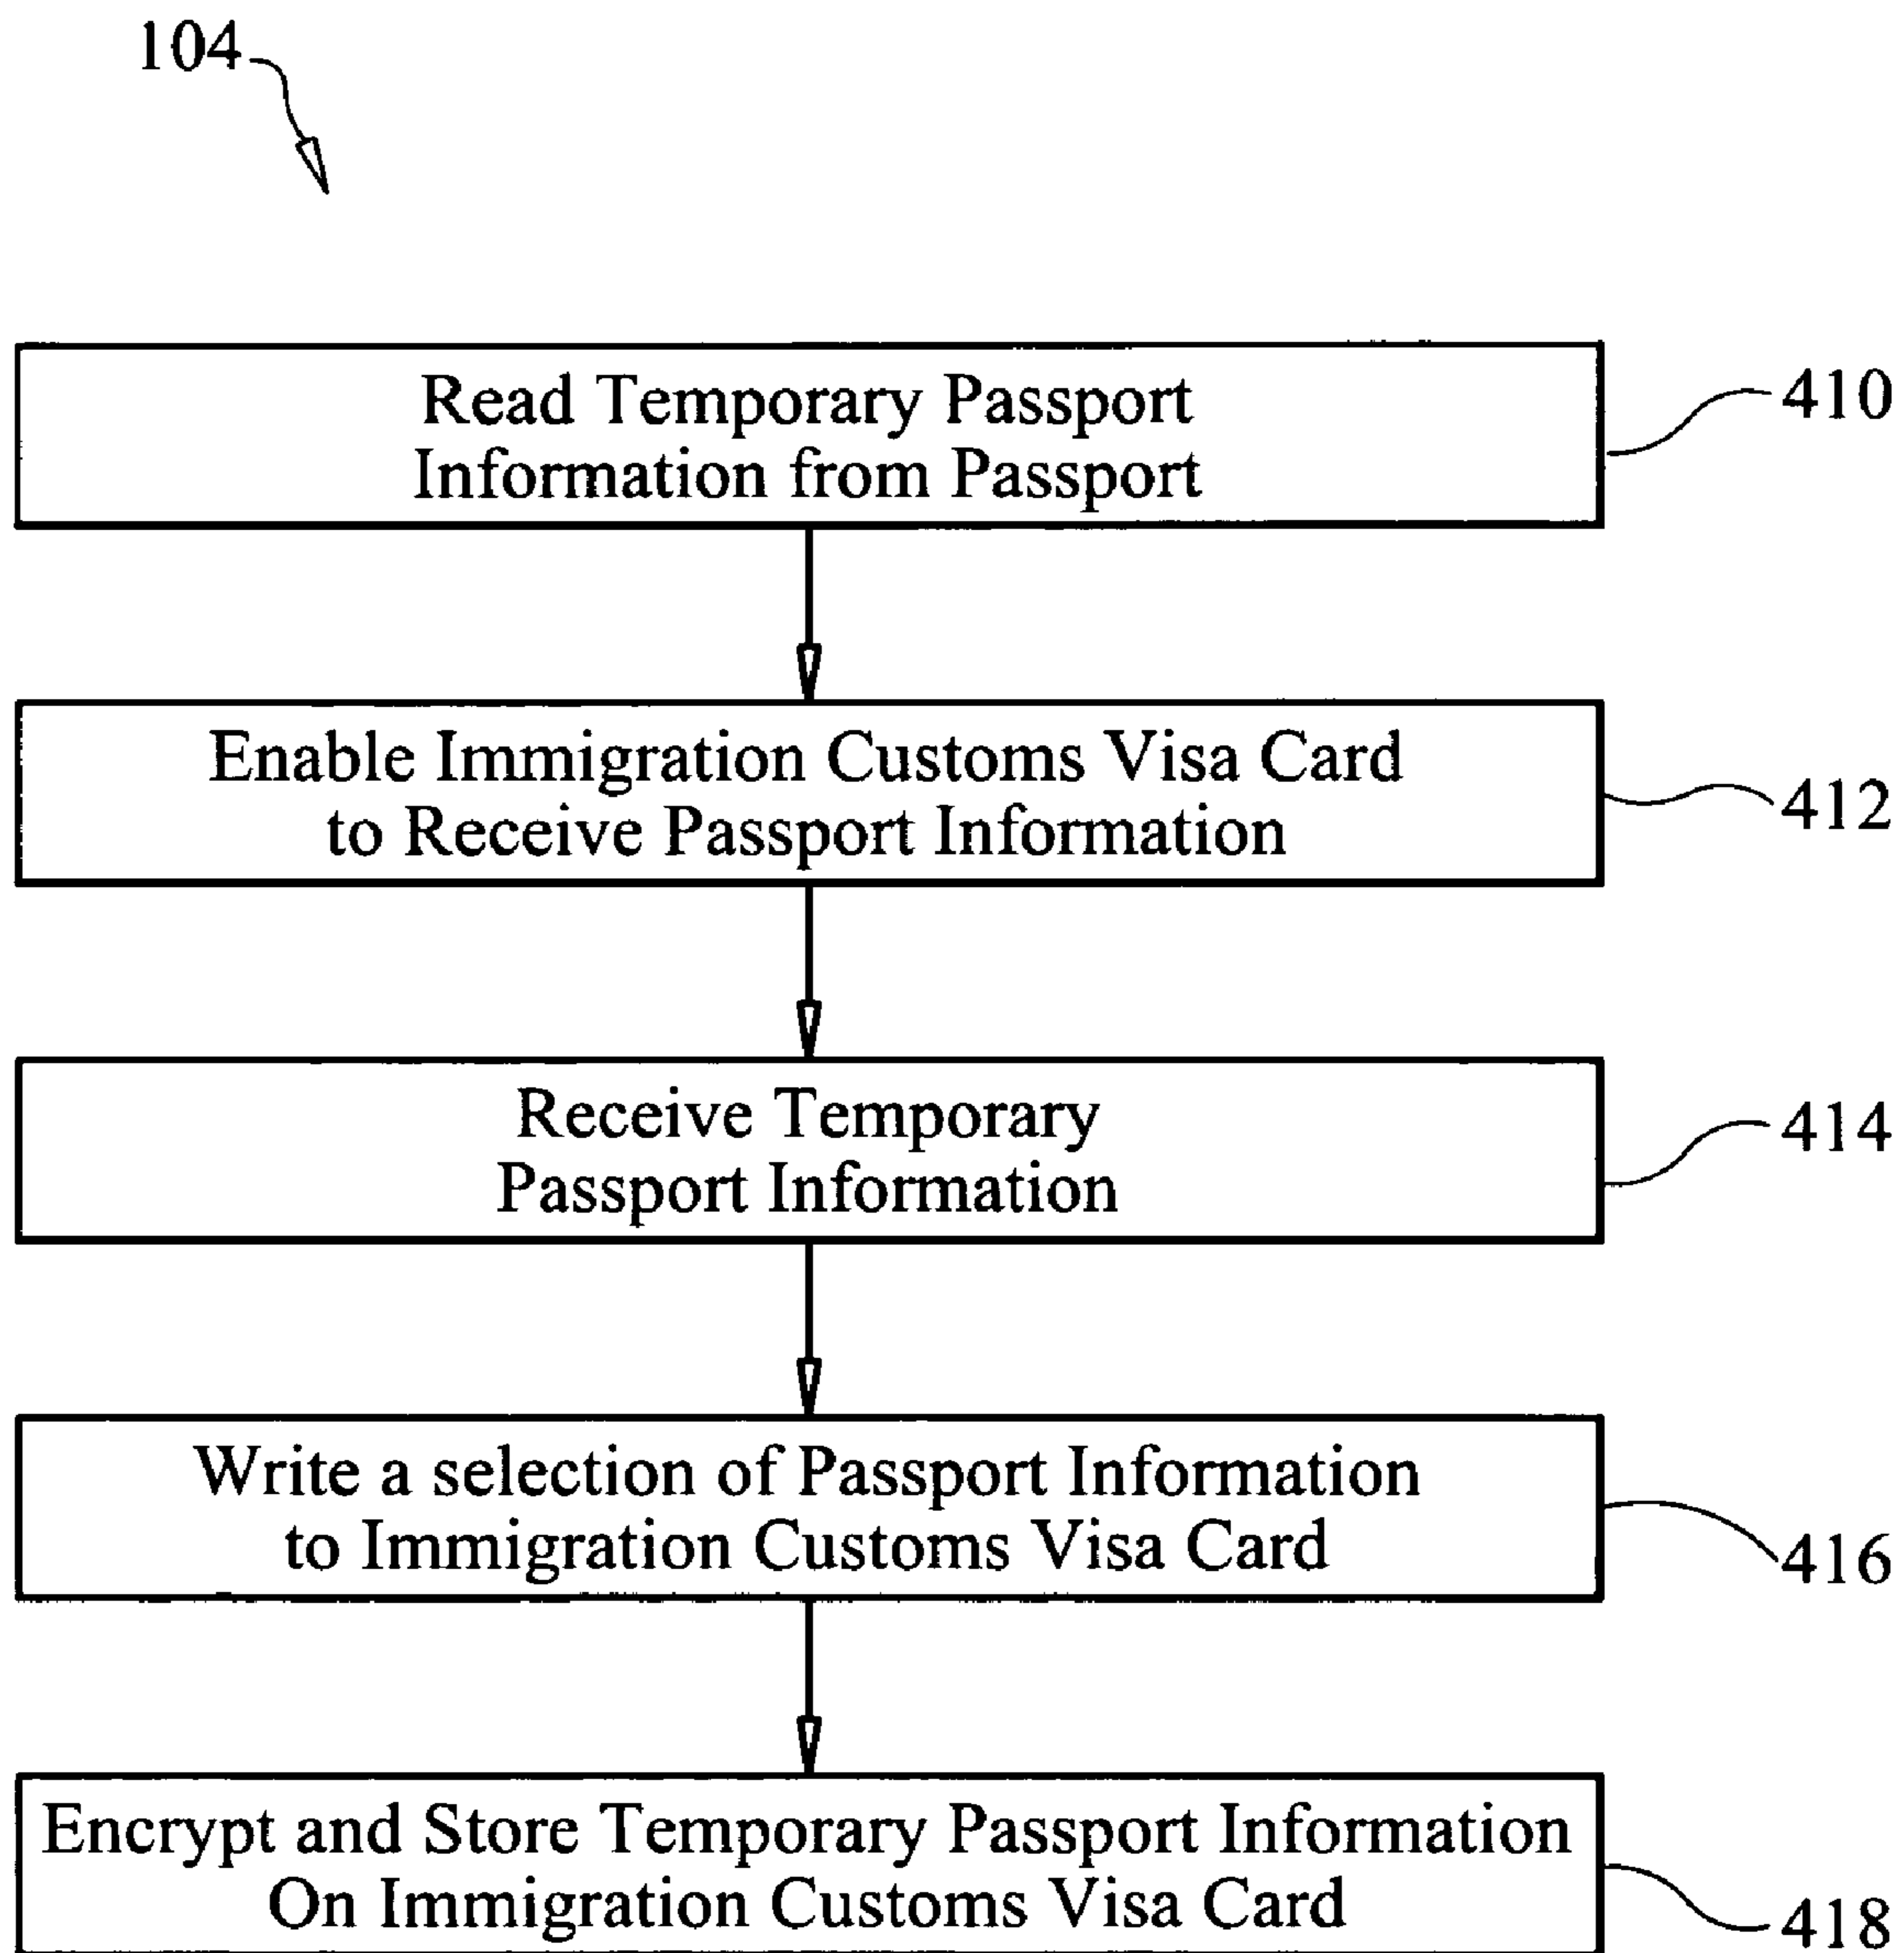 104
Read Temporary Passport
Information from Passport
410
Enable Immigration Customs Visa Card
to Receive Passport Information
412
Receive Temporary
Passport Information
414
Write a selection of Passport Information
to Immigration Customs Visa Card
416
Encrypt and Store Temporary Passport Information
On Immigration Customs Visa Card
418